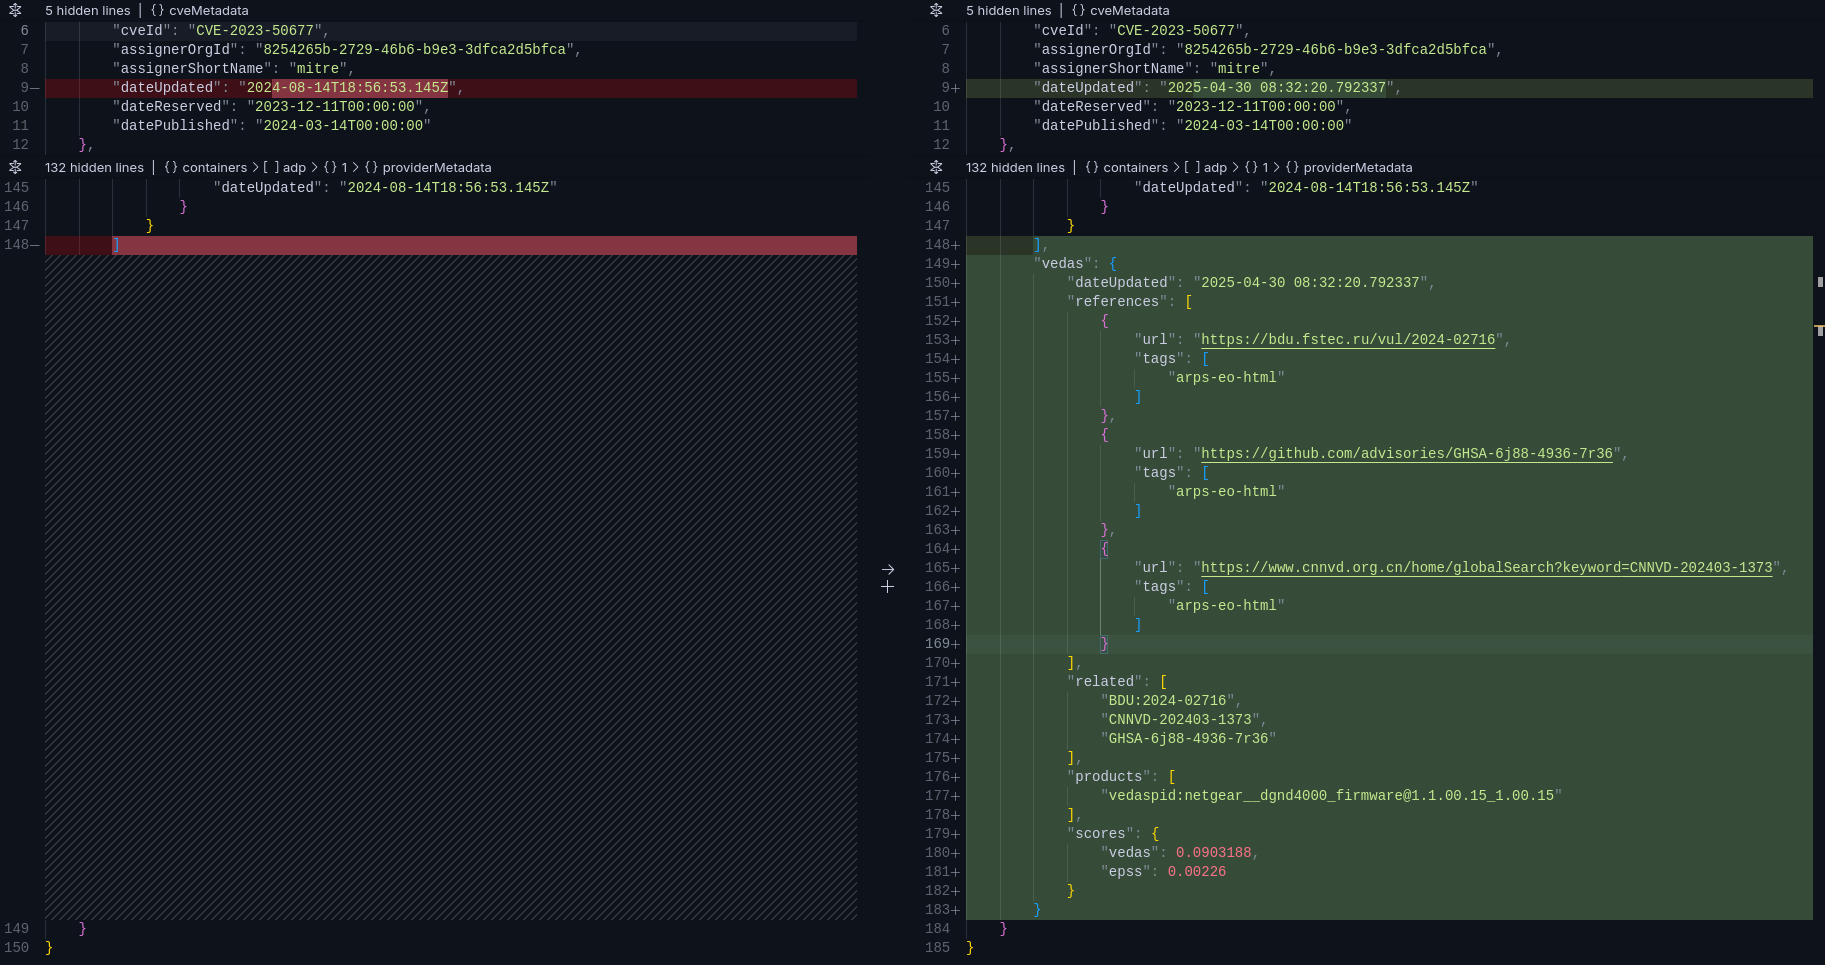 5 hidden lines | {} cveMetadata
6 "cveId": "CVE-2023-50677",
7 "assignerOrgId": "8254265b-2729-46b6-b9e3-3dfca2d5bfca",
8 "assignerShortName": "mitre",
9— "dateUpdated": "2024-08-14T18:56:53.145Z",
10 "dateReserved": "2023-12-11T00:00:00",
11 "datePublished": "2024-03-14T00:00:00"
12 },
132 hidden lines | {} containers > [ ] adp > {} 1 > {} providerMetadata
145 "dateUpdated": "2024-08-14T18:56:53.145Z"
146 }
147 }
148— ]
149 }
150 }
5 hidden lines | {} cveMetadata
6 "cveId": "CVE-2023-50677",
7 "assignerOrgId": "8254265b-2729-46b6-b9e3-3dfca2d5bfca",
8 "assignerShortName": "mitre",
9+ "dateUpdated": "2025-04-30 08:32:20.792337",
10 "dateReserved": "2023-12-11T00:00:00",
11 "datePublished": "2024-03-14T00:00:00"
12 },
132 hidden lines | {} containers > [ ] adp > {} 1 > {} providerMetadata
145 "dateUpdated": "2024-08-14T18:56:53.145Z"
146 }
147 }
148+ ],
149+ "vedas": {
150+ "dateUpdated": "2025-04-30 08:32:20.792337",
151+ "references": [
152+ {
153+ "url": "https://bdu.fstec.ru/vul/2024-02716",
154+ "tags": [
155+ "arps-eo-html"
156+ ]
157+ },
158+ {
159+ "url": "https://github.com/advisories/GHSA-6j88-4936-7r36",
160+ "tags": [
161+ "arps-eo-html"
162+ ]
163+ },
164+ {
165+ "url": "https://www.cnnvd.org.cn/home/globalSearch?keyword=CNNVD-202403-1373",
166+ "tags": [
167+ "arps-eo-html"
168+ ]
169+ }
170+ ],
171+ "related": [
172+ "BDU:2024-02716",
173+ "CNNVD-202403-1373",
174+ "GHSA-6j88-4936-7r36"
175+ ],
176+ "products": [
177+ "vedaspid:netgear__dgnd4000_firmware@1.1.00.15_1.00.15"
178+ ],
179+ "scores": {
180+ "vedas": 0.0903188,
181+ "epss": 0.00226
182+ }
183+ }
184 }
185 }